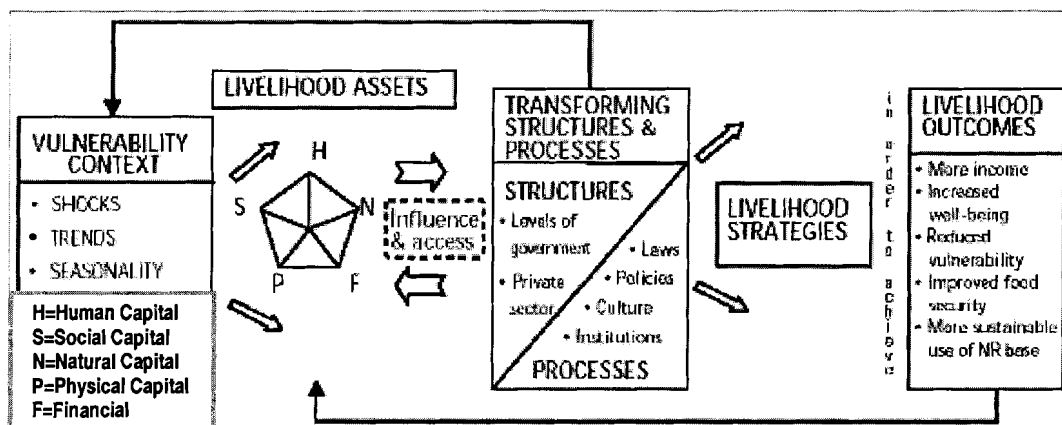 LIVELIHOOD ASSETS
VULNERABILITY
CONTEXT
• SHOCKS
• TRENDS
• SEASONALITY
H=Human Capital
S=Social Capital
N=Natural Capital
P=Physical Capital
F=Financial
H
S
N
P
F
Influence
& access
TRANSFORMING
STRUCTURES &
PROCESSES
STRUCTURES
• Levels of
government
• Private
sector
• Laws
• Policies
• Culture
• Institutions
PROCESSES
LIVELIHOOD
STRATEGIES
in order to achieve
LIVELIHOOD
OUTCOMES
• More income
• Increased
well-being
• Reduced
vulnerability
• Improved food
security
• More sustainable
use of NR base